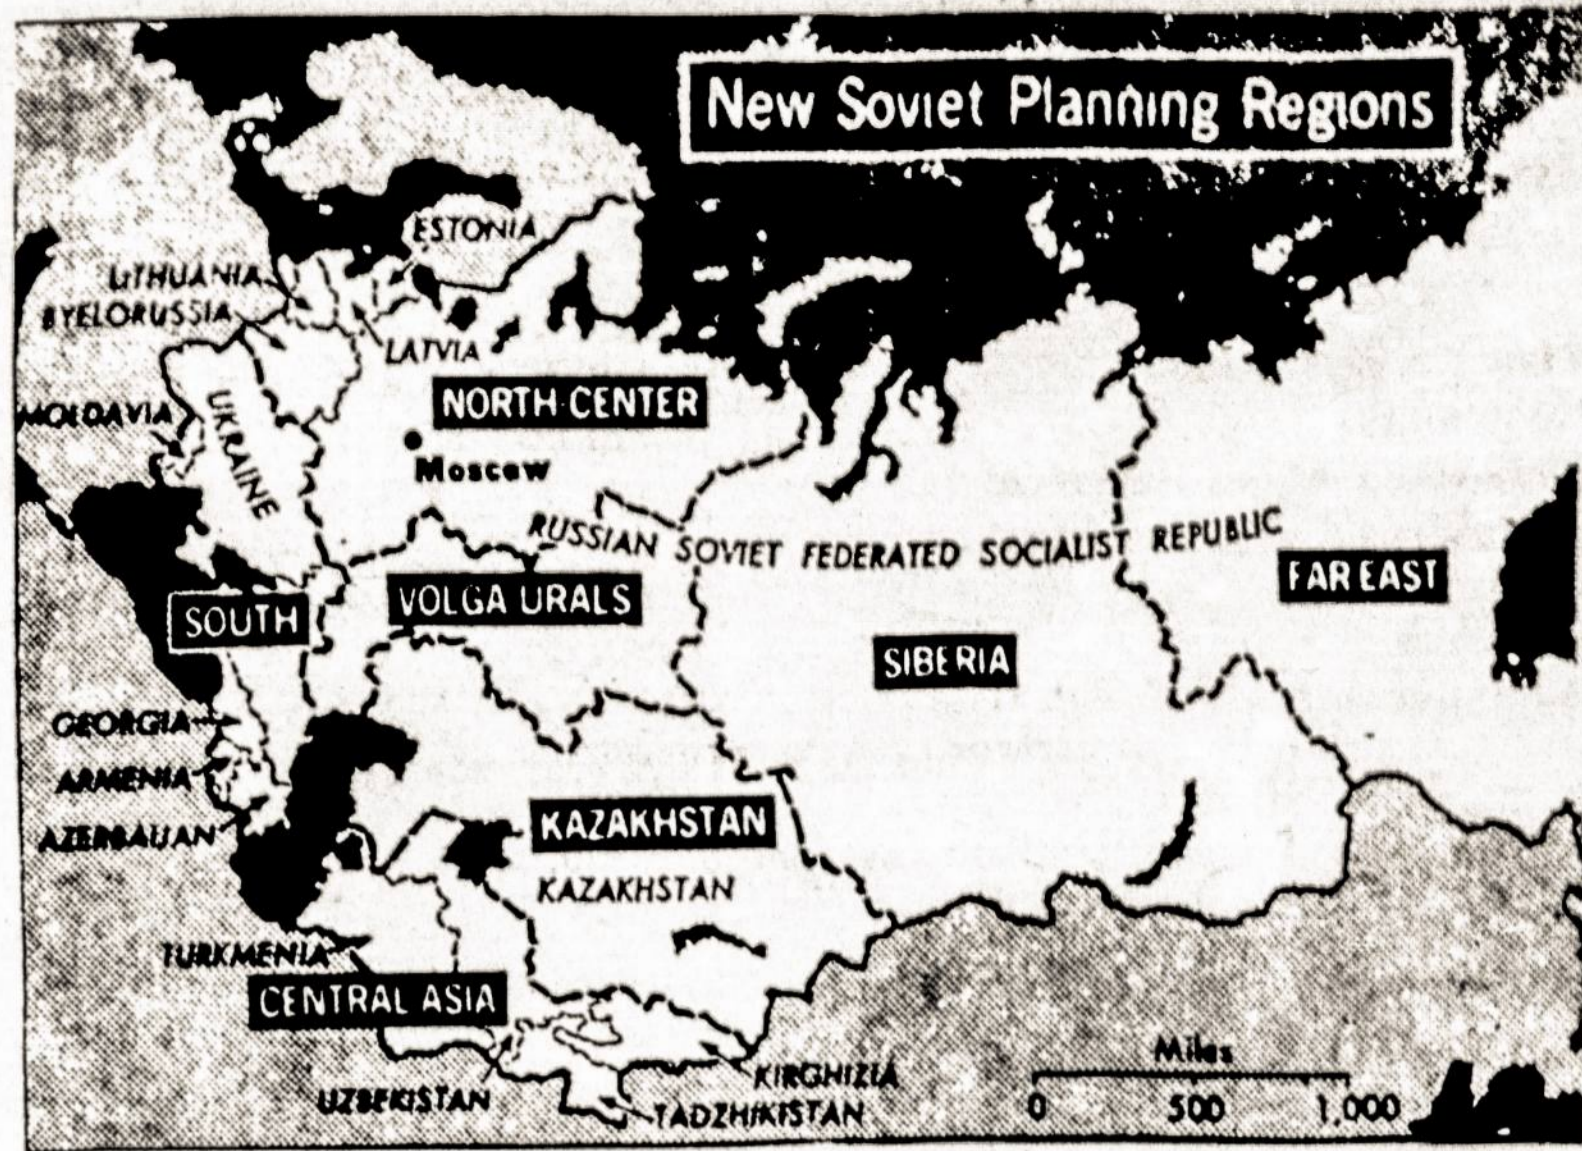 New Soviet Planning Regions
ESTONIA
LITHUANIA
BYELORUSSIA
LATVIA
NORTH CENTER
MOLDAVIA
UKRAINE
Moscow
RUSSIAN SOVIET FEDERATED SOCIALIST REPUBLIC
FAR EAST
VOLGA URALS
SOUTH
SIBERIA
GEORGIA
ARMENIA
AZERBAIJAN
KAZAKHSTAN
KAZAKHSTAN
TURKMENIA
CENTRAL ASIA
Miles
KIRGHIZIA
UZBEKISTAN
TADZHIKISTAN
0 500 1,000